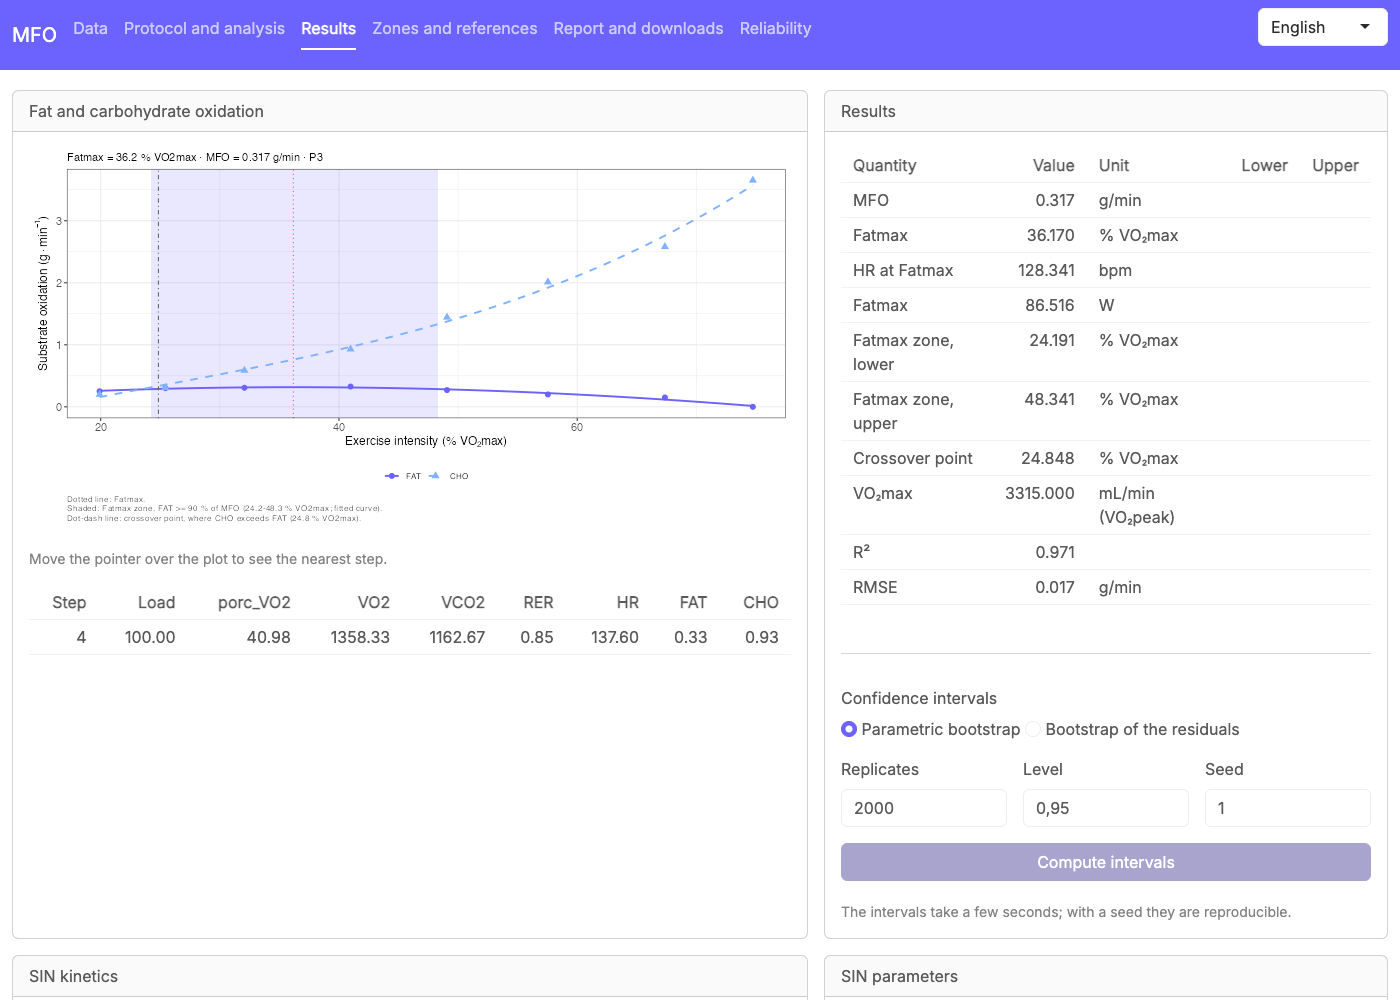 MFO
Data
Protocol and analysis
Results
Zones and references
Report and downloads
Reliability
English
Fat and carbohydrate oxidation
Fatmax = 36.2 % VO2max · MFO = 0.317 g/min · P3
Substrate oxidation (g · min⁻¹)
3
2
1
0
20
40
60
Exercise intensity (% VO₂max)
FAT
CHO
Dotted line: Fatmax.
Shaded: Fatmax zone, FAT >= 90 % of MFO (24.2-48.3 % VO2max; fitted curve).
Dot-dash line: crossover point, where CHO exceeds FAT (24.8 % VO2max).
Move the pointer over the plot to see the nearest step.
Step Load porc_VO2 VO2 VCO2 RER HR FAT CHO
4 100.00 40.98 1358.33 1162.67 0.85 137.60 0.33 0.93
Results
Quantity Value Unit Lower Upper
MFO 0.317 g/min
Fatmax 36.170 % VO₂max
HR at Fatmax 128.341 bpm
Fatmax 86.516 W
Fatmax zone, 24.191 % VO₂max
lower
Fatmax zone, 48.341 % VO₂max
upper
Crossover point 24.848 % VO₂max
VO₂max 3315.000 mL/min
(VO₂peak)
R² 0.971
RMSE 0.017 g/min
Confidence intervals
Parametric bootstrap Bootstrap of the residuals
Replicates Level Seed
2000 0,95 1
Compute intervals
The intervals take a few seconds; with a seed they are reproducible.
SIN kinetics
SIN parameters